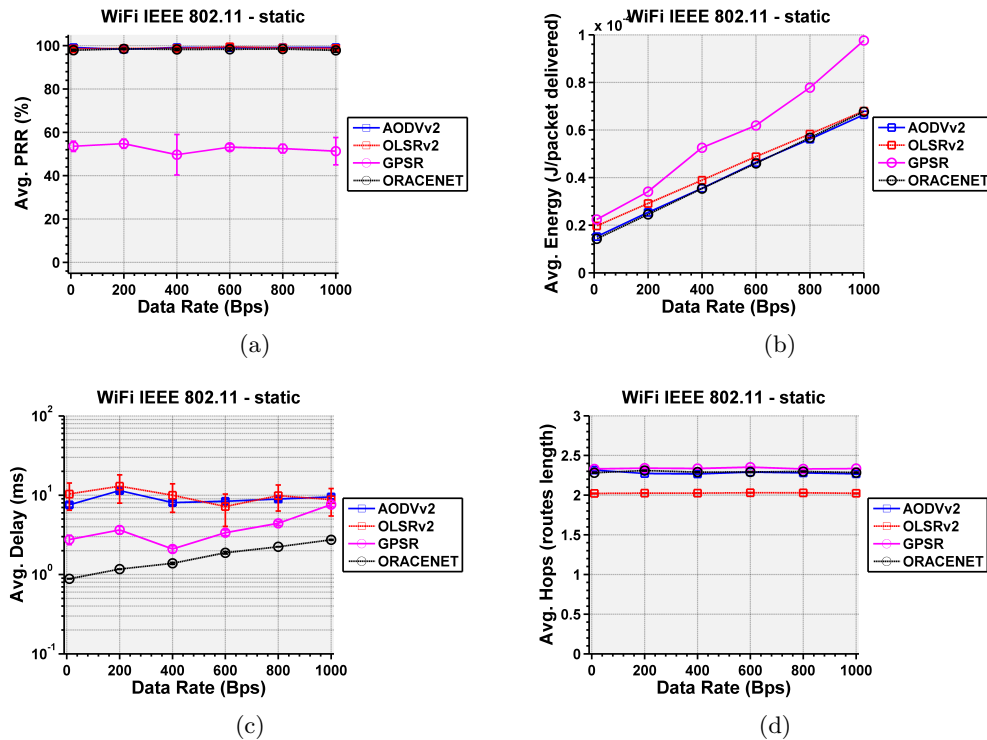 WiFi IEEE 802.11 - static
Avg. PRR (%)
100
80
60
40
20
0
0 200 400 600 800 1000
Data Rate (Bps)
AODVv2
OLSRv2
GPSR
ORACENET
(a)
x 10
WiFi IEEE 802.11 - static
Avg. Energy (J/packet delivered)
1
0.8
0.6
0.4
0.2
0
0 200 400 600 800 1000
Data Rate (Bps)
AODVv2
OLSRv2
GPSR
ORACENET
(b)
WiFi IEEE 802.11 - static
Avg. Delay (ms)
10^2
10^1
10^0
10^-1
0 200 400 600 800 1000
Data Rate (Bps)
AODVv2
OLSRv2
GPSR
ORACENET
(c)
WiFi IEEE 802.11 - static
Avg. Hops (routes length)
3
2.5
2
1.5
1
0.5
0
0 200 400 600 800 1000
Data Rate (Bps)
AODVv2
OLSRv2
GPSR
ORACENET
(d)